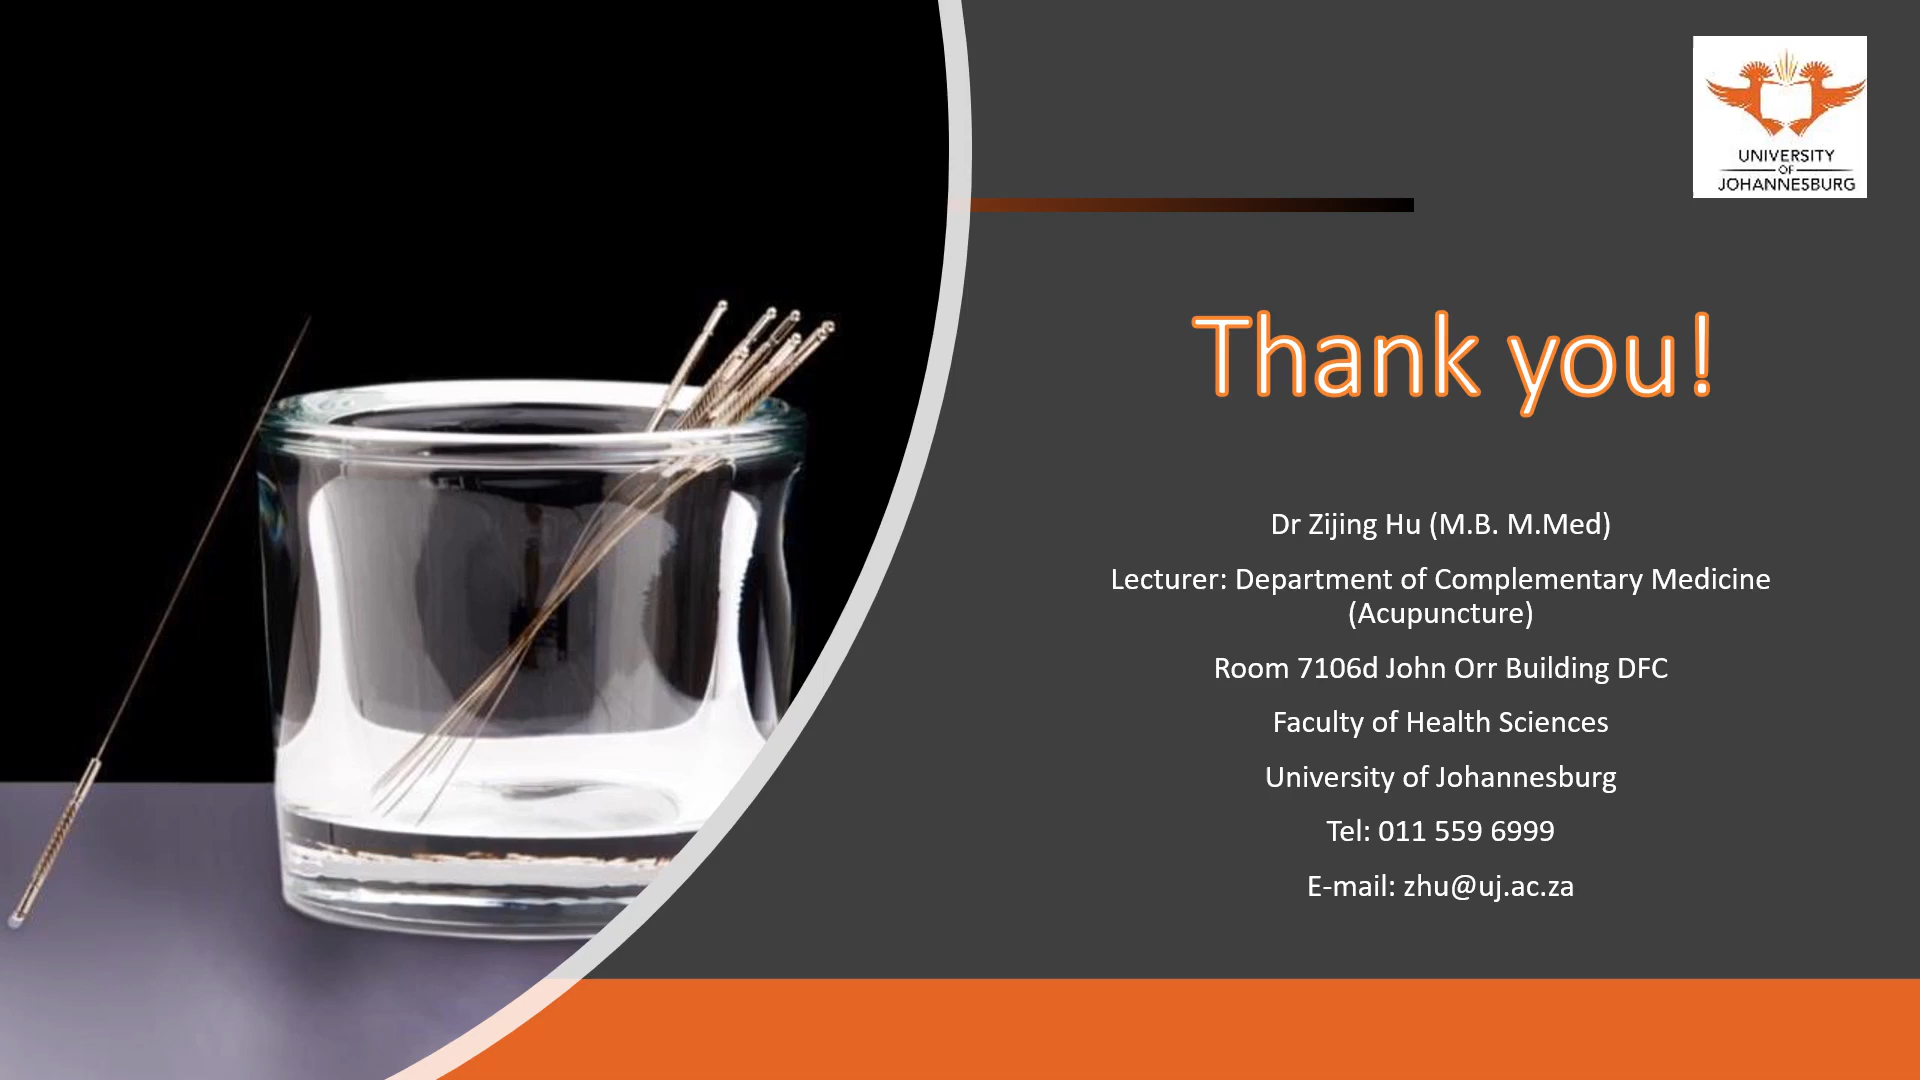 UNIVERSITY
OF
JOHANNESBURG
Thank you!
Dr Zijing Hu (M.B. M.Med)
Lecturer: Department of Complementary Medicine
(Acupuncture)
Room 7106d John Orr Building DFC
Faculty of Health Sciences
University of Johannesburg
Tel: 011 559 6999
E-mail: zhu@uj.ac.za